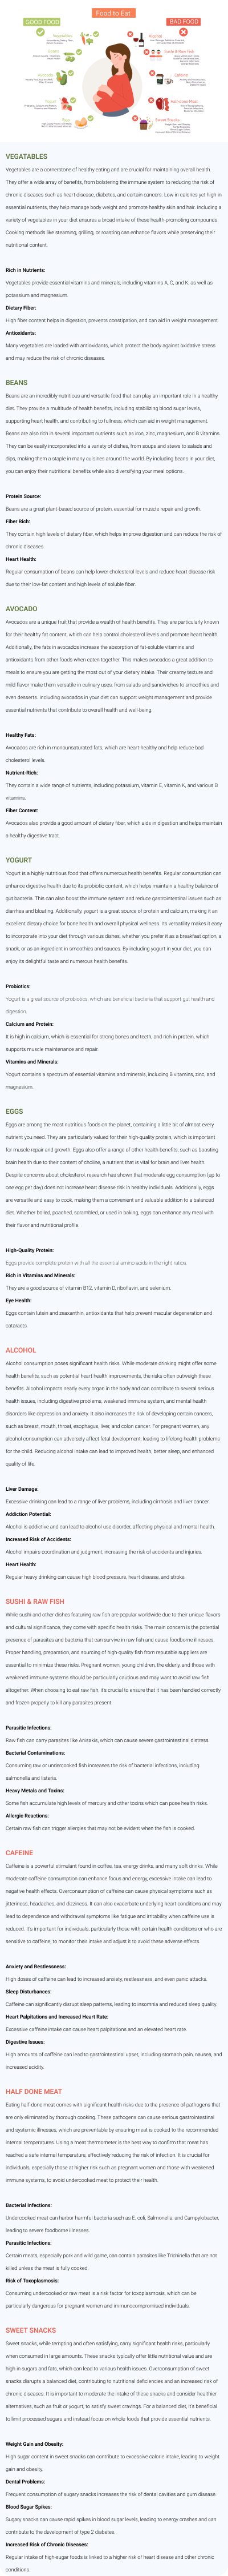 Food to Eat
GOOD FOOD
BAD FOOD
Vegetables
Alcohol
Beans
Sushi & Raw Fish
Avocado
Caffeine
Yogurt
Half-done Meat
Eggs
Sweet Snacks
VEGATABLES
Vegetables are a cornerstone of healthy eating and are crucial for maintaining overall health.
They offer a wide array of benefits, from bolstering the immune system to reducing the risk of
chronic diseases such as heart disease, diabetes, and certain cancers. Low in calories yet high in
essential nutrients, they help manage body weight and promote healthy skin and hair. Including a
variety of vegetables in your diet ensures a broad intake of these health-promoting compounds.
Cooking methods like steaming, grilling, or roasting can enhance flavors while preserving their
nutritional content.
Rich in Nutrients:
Vegetables provide essential vitamins and minerals, including vitamins A, C, and K, as well as
potassium and magnesium.
Dietary Fiber:
High fiber content helps in digestion, prevents constipation, and can aid in weight management.
Antioxidants:
Many vegetables are loaded with antioxidants, which protect the body against oxidative stress
and may reduce the risk of chronic diseases.
BEANS
Beans are an incredibly nutritious and versatile food that can play an important role in a healthy
diet. They provide a multitude of health benefits, including stabilizing blood sugar levels,
supporting heart health, and contributing to fullness, which can aid in weight management.
Beans are also rich in several important nutrients such as iron, zinc, magnesium, and B vitamins.
They can be easily incorporated into a variety of dishes, from soups and stews to salads and
dips, making them a staple in many cuisines around the world. By including beans in your diet,
you can enjoy their nutritional benefits while also diversifying your meal options.
Protein Source:
Beans are a great plant-based source of protein, essential for muscle repair and growth.
Fiber Rich:
They contain high levels of dietary fiber, which helps improve digestion and can reduce the risk of
chronic diseases.
Heart Health:
Regular consumption of beans can help lower cholesterol levels and reduce heart disease risk
due to their low-fat content and high levels of soluble fiber.
AVOCADO
Avocados are a unique fruit that provide a wealth of health benefits. They are particularly known
for their healthy fat content, which can help control cholesterol levels and promote heart health.
Additionally, the fats in avocados increase the absorption of fat-soluble vitamins and
antioxidants from other foods when eaten together. This makes avocados a great addition to
meals to ensure you are getting the most out of your dietary intake. Their creamy texture and
mild flavor make them versatile in culinary uses, from salads and sandwiches to smoothies and
even desserts. Including avocados in your diet can support weight management and provide
essential nutrients that contribute to overall health and well-being.
Healthy Fats:
Avocados are rich in monounsaturated fats, which are heart-healthy and help reduce bad
cholesterol levels.
Nutrient-Rich:
They contain a wide range of nutrients, including potassium, vitamin E, vitamin K, and various B
vitamins.
Fiber Content:
Avocados also provide a good amount of dietary fiber, which aids in digestion and helps maintain
a healthy digestive tract.
YOGURT
Yogurt is a highly nutritious food that offers numerous health benefits. Regular consumption can
enhance digestive health due to its probiotic content, which helps maintain a healthy balance of
gut bacteria. This can also boost the immune system and reduce gastrointestinal issues such as
diarrhea and bloating. Additionally, yogurt is a great source of protein and calcium, making it an
excellent dietary choice for bone health and overall physical wellness. Its versatility makes it easy
to incorporate into your diet through various dishes, whether you prefer it as a breakfast option, a
snack, or as an ingredient in smoothies and sauces. By including yogurt in your diet, you can
enjoy its delightful taste and numerous health benefits.
Probiotics:
Yogurt is a great source of probiotics, which are beneficial bacteria that support gut health and
digestion.
Calcium and Protein:
It is high in calcium, which is essential for strong bones and teeth, and rich in protein, which
supports muscle maintenance and repair.
Vitamins and Minerals:
Yogurt contains a spectrum of essential vitamins and minerals, including B vitamins, zinc, and
magnesium.
EGGS
Eggs are among the most nutritious foods on the planet, containing a little bit of almost every
nutrient you need. They are particularly valued for their high-quality protein, which is important
for muscle repair and growth. Eggs also offer a range of other health benefits, such as boosting
brain health due to their content of choline, a nutrient that is vital for brain and liver health.
Despite concerns about cholesterol, research has shown that moderate egg consumption (up to
one egg per day) does not increase heart disease risk in healthy individuals. Additionally, eggs
are versatile and easy to cook, making them a convenient and valuable addition to a balanced
diet. Whether boiled, poached, scrambled, or used in baking, eggs can enhance any meal with
their flavor and nutritional profile.
High-Quality Protein:
Eggs provide complete protein with all the essential amino acids in the right ratios.
Rich in Vitamins and Minerals:
They are a good source of vitamin B12, vitamin D, riboflavin, and selenium.
Eye Health:
Eggs contain lutein and zeaxanthin, antioxidants that help prevent macular degeneration and
cataracts.
ALCOHOL
Alcohol consumption poses significant health risks. While moderate drinking might offer some
health benefits, such as potential heart health improvements, the risks often outweigh these
benefits. Alcohol impacts nearly every organ in the body and can contribute to several serious
health issues, including digestive problems, weakened immune system, and mental health
disorders like depression and anxiety. It also increases the risk of developing certain cancers,
such as breast, mouth, throat, esophagus, liver, and colon cancer. For pregnant women, any
alcohol consumption can adversely affect fetal development, leading to lifelong health problems
for the child. Reducing alcohol intake can lead to improved health, better sleep, and enhanced
quality of life.
Liver Damage:
Excessive drinking can lead to a range of liver problems, including cirrhosis and liver cancer.
Addiction Potential:
Alcohol is addictive and can lead to alcohol use disorder, affecting physical and mental health.
Increased Risk of Accidents:
Alcohol impairs coordination and judgment, increasing the risk of accidents and injuries.
Heart Health:
Regular heavy drinking can cause high blood pressure, heart disease, and stroke.
SUSHI & RAW FISH
While sushi and other dishes featuring raw fish are popular worldwide due to their unique flavors
and cultural significance, they come with specific health risks. The main concern is the potential
presence of parasites and bacteria that can survive in raw fish and cause foodborne illnesses.
Proper handling, preparation, and sourcing of high-quality fish from reputable suppliers are
essential to minimize these risks. Pregnant women, young children, the elderly, and those with
weakened immune systems should be particularly cautious and may want to avoid raw fish
altogether. When choosing to eat raw fish, it's crucial to ensure that it has been handled correctly
and frozen properly to kill any parasites present.
Parasitic Infections:
Raw fish can carry parasites like Anisakis, which can cause severe gastrointestinal distress.
Bacterial Contaminations:
Consuming raw or undercooked fish increases the risk of bacterial infections, including
salmonella and listeria.
Heavy Metals and Toxins:
Some fish accumulate high levels of mercury and other toxins which can pose health risks.
Allergic Reactions:
Certain raw fish can trigger allergies that may not be evident when the fish is cooked.
CAFEINE
Caffeine is a powerful stimulant found in coffee, tea, energy drinks, and many soft drinks. While
moderate caffeine consumption can enhance focus and energy, excessive intake can lead to
negative health effects. Overconsumption of caffeine can cause physical symptoms such as
jitteriness, headaches, and dizziness. It can also exacerbate underlying heart conditions and may
lead to dependence and withdrawal symptoms like fatigue and irritability when caffeine use is
reduced. It's important for individuals, particularly those with certain health conditions or who are
sensitive to caffeine, to monitor their intake and adjust it to avoid these adverse effects.
Anxiety and Restlessness:
High doses of caffeine can lead to increased anxiety, restlessness, and even panic attacks.
Sleep Disturbances:
Caffeine can significantly disrupt sleep patterns, leading to insomnia and reduced sleep quality.
Heart Palpitations and Increased Heart Rate:
Excessive caffeine intake can cause heart palpitations and an elevated heart rate.
Digestive Issues:
High amounts of caffeine can lead to gastrointestinal upset, including stomach pain, nausea, and
increased acidity.
HALF DONE MEAT
Eating half-done meat comes with significant health risks due to the presence of pathogens that
are only eliminated by thorough cooking. These pathogens can cause serious gastrointestinal
and systemic illnesses, which are preventable by ensuring meat is cooked to the recommended
internal temperatures. Using a meat thermometer is the best way to confirm that meat has
reached a safe internal temperature, effectively reducing the risk of infection. It is crucial for
individuals, especially those at higher risk such as pregnant women and those with weakened
immune systems, to avoid undercooked meat to protect their health.
Bacterial Infections:
Undercooked meat can harbor harmful bacteria such as E. coli, Salmonella, and Campylobacter,
leading to severe foodborne illnesses.
Parasitic Infections:
Certain meats, especially pork and wild game, can contain parasites like Trichinella that are not
killed unless the meat is fully cooked.
Risk of Toxoplasmosis:
Consuming undercooked or raw meat is a risk factor for toxoplasmosis, which can be
particularly dangerous for pregnant women and immunocompromised individuals.
SWEET SNACKS
Sweet snacks, while tempting and often satisfying, carry significant health risks, particularly
when consumed in large amounts. These snacks typically offer little nutritional value and are
high in sugars and fats, which can lead to various health issues. Overconsumption of sweet
snacks disrupts a balanced diet, contributing to nutritional deficiencies and an increased risk of
chronic diseases. It is important to moderate the intake of these snacks and consider healthier
alternatives, such as fruit or yogurt, to satisfy sweet cravings. For a balanced diet, it's beneficial
to limit processed sugars and instead focus on whole foods that provide essential nutrients.
Weight Gain and Obesity:
High sugar content in sweet snacks can contribute to excessive calorie intake, leading to weight
gain and obesity.
Dental Problems:
Frequent consumption of sugary snacks increases the risk of dental cavities and gum disease.
Blood Sugar Spikes:
Sugary snacks can cause rapid spikes in blood sugar levels, leading to energy crashes and can
contribute to the development of type 2 diabetes.
Increased Risk of Chronic Diseases:
Regular intake of high-sugar foods is linked to a higher risk of heart disease and other chronic
conditions.